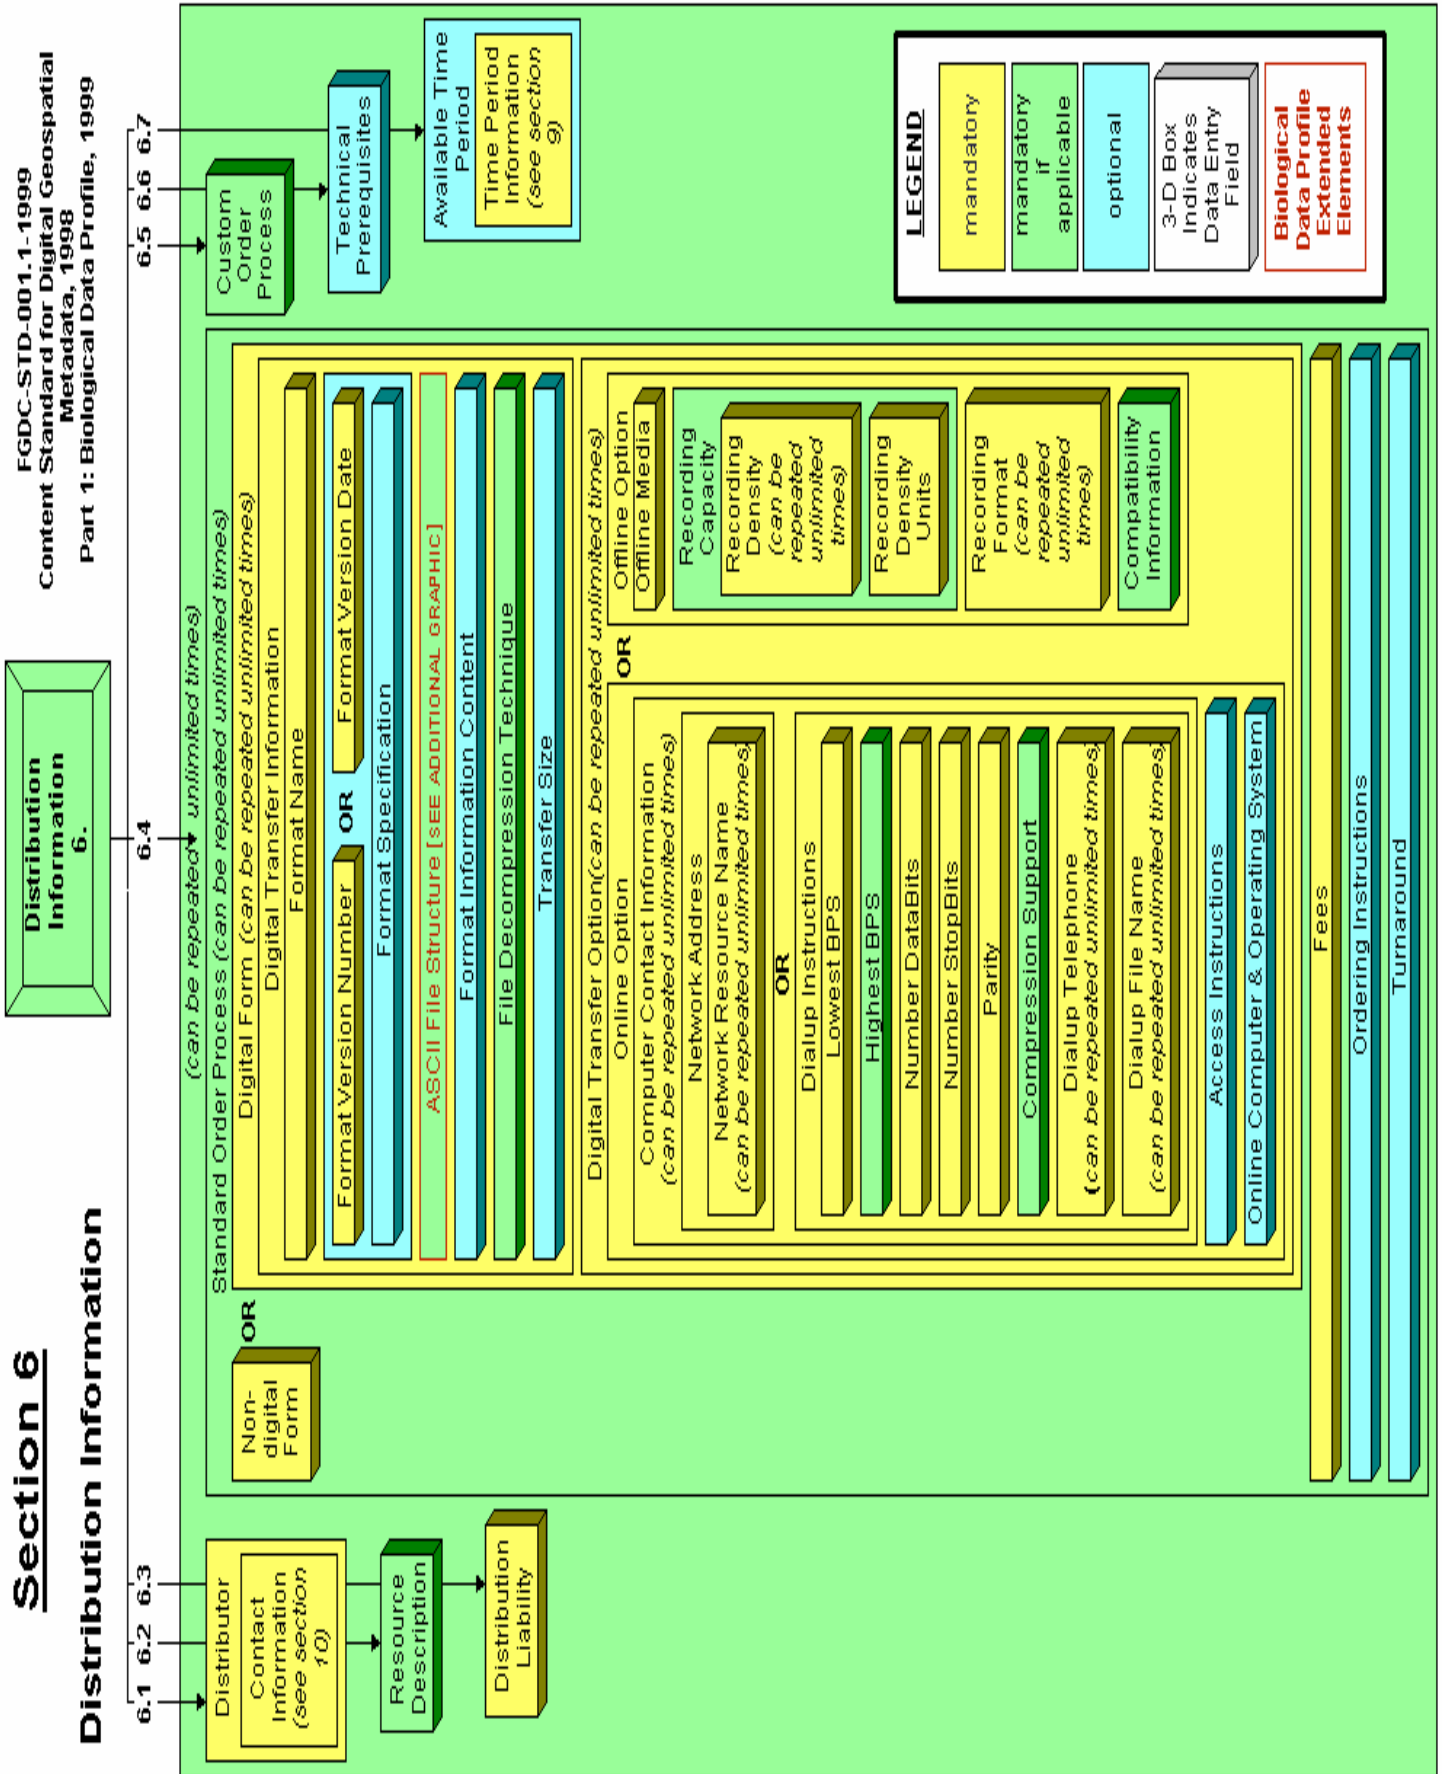 Section 6
Distribution Information
Distribution
Information
6.
FGDC-STD-001.1-1999
Content Standard for Digital Geospatial
Metadata, 1998
Part 1: Biological Data Profile, 1999
6.1
6.2
6.3
6.4
6.5
6.6
6.7
(can be repeated unlimited times)
Distributor
Contact
Information
(see section
10)
Resource
Description
Distribution
Liability
Standard Order Process (can be repeated unlimited times)
Non-
digital
Form
OR
Digital Form (can be repeated unlimited times)
Digital Transfer Information
Format Name
Format Version Number
OR
Format Version Date
Format Specification
ASCII File Structure [SEE ADDITIONAL GRAPHIC]
Format Information Content
File Decompression Technique
Transfer Size
Digital Transfer Option(can be repeated unlimited times)
Online Option
Computer Contact Information
(can be repeated unlimited times)
Network Address
Network Resource Name
(can be repeated unlimited times)
OR
Dialup Instructions
Lowest BPS
Highest BPS
Number DataBits
Number StopBits
Parity
Compression Support
Dialup Telephone
(can be repeated unlimited times)
Dialup File Name
(can be repeated unlimited times)
Access Instructions
Online Computer & Operating System
OR
Offline Option
Offline Media
Recording
Capacity
Recording
Density
(can be
repeated
unlimited
times)
Recording
Density
Units
Recording
Format
(can be
repeated
unlimited
times)
Compatibility
Information
Fees
Ordering Instructions
Turnaround
Custom
Order
Process
Technical
Prerequisites
Available Time
Period
Time Period
Information
(see section
9)
LEGEND
mandatory
mandatory
if
applicable
optional
3-D Box
Indicates
Data Entry
Field
Biological
Data Profile
Extended
Elements